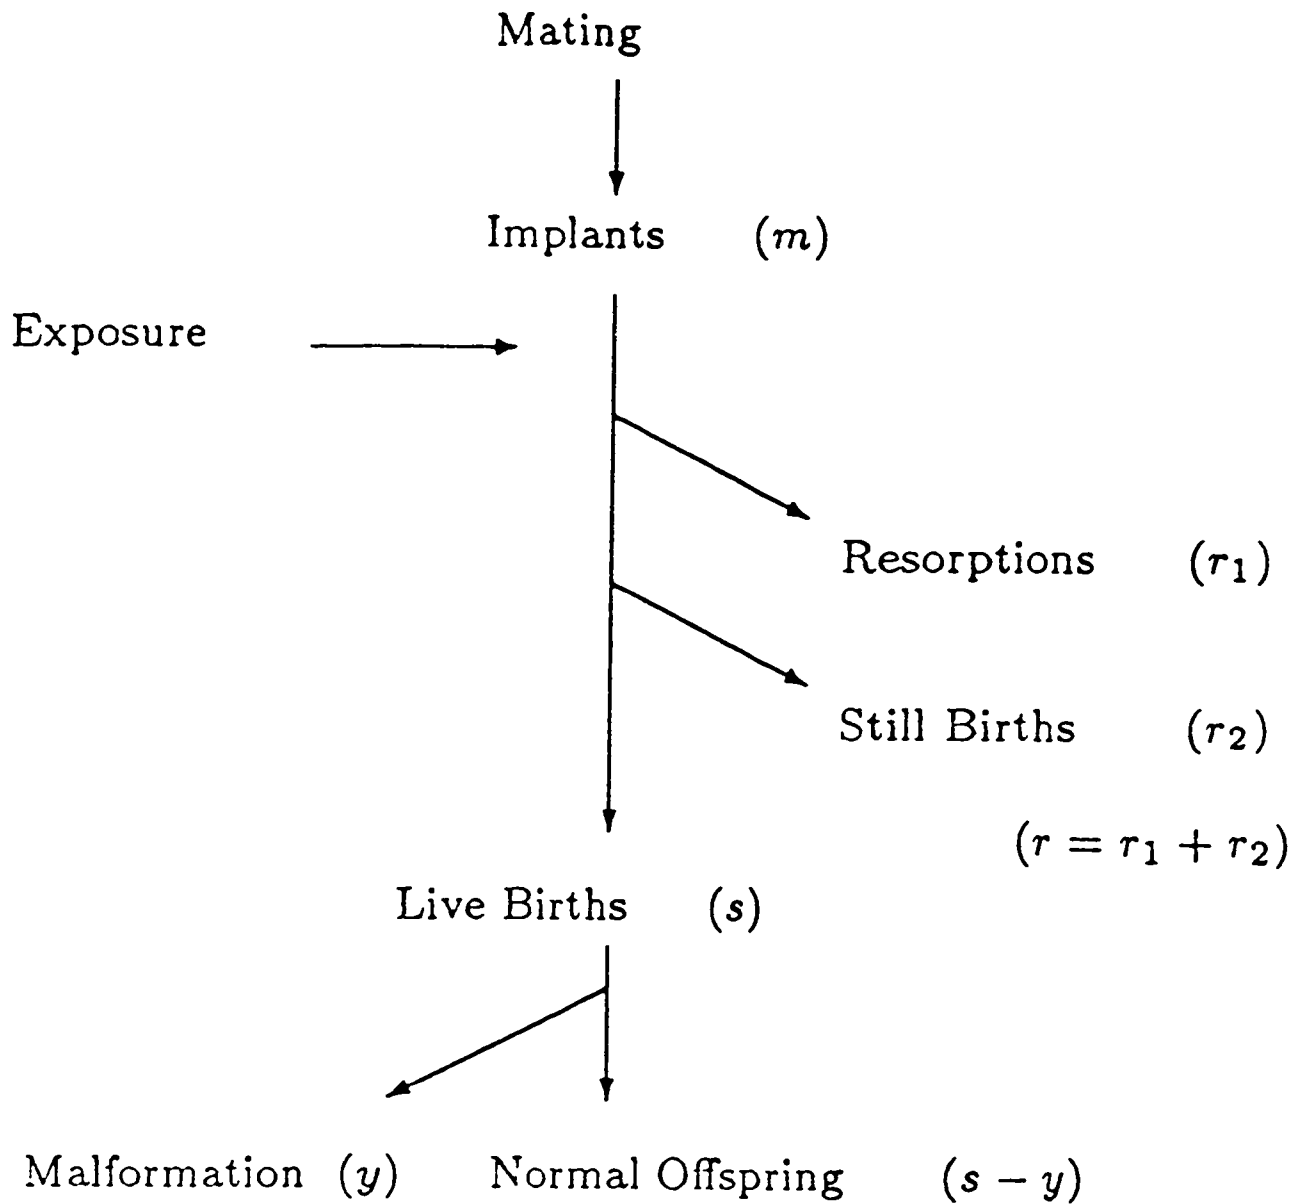 Mating
Implants (m)
Exposure
Resorptions (r₁)
Still Births (r₂)
(r = r₁ + r₂)
Live Births (s)
Malformation (y) Normal Offspring (s − y)